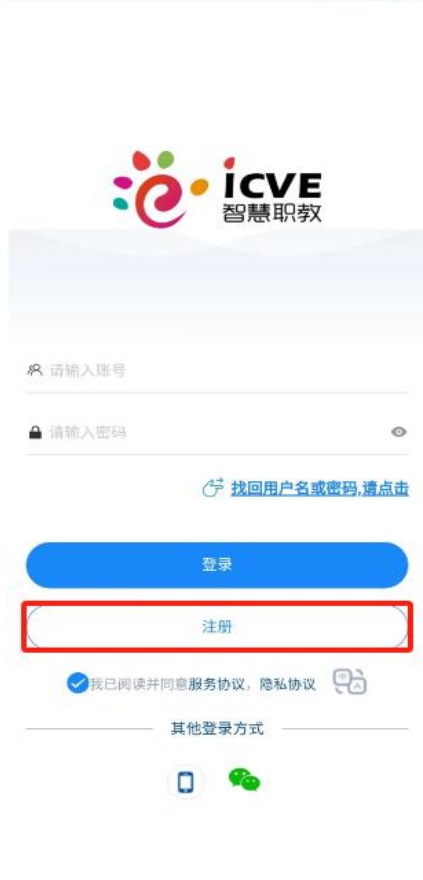 icve
智慧职教
请输入账号
请输入密码
找回用户名或密码,请点击
登录
注册
我已阅读并同意服务协议，隐私协议
其他登录方式